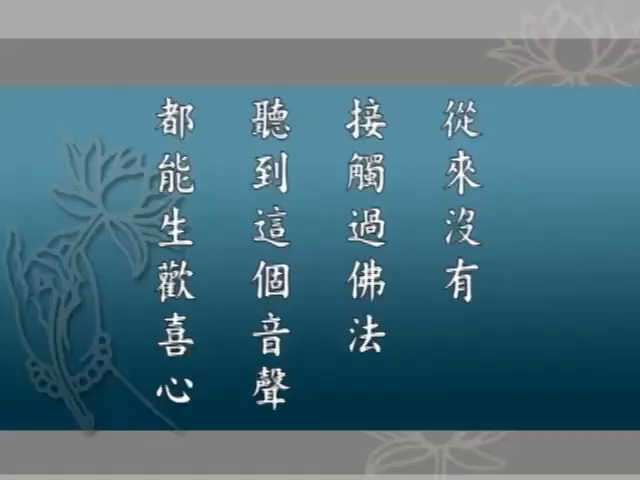 從來沒有
接觸過佛法
聽到這個音聲
都能生歡喜心